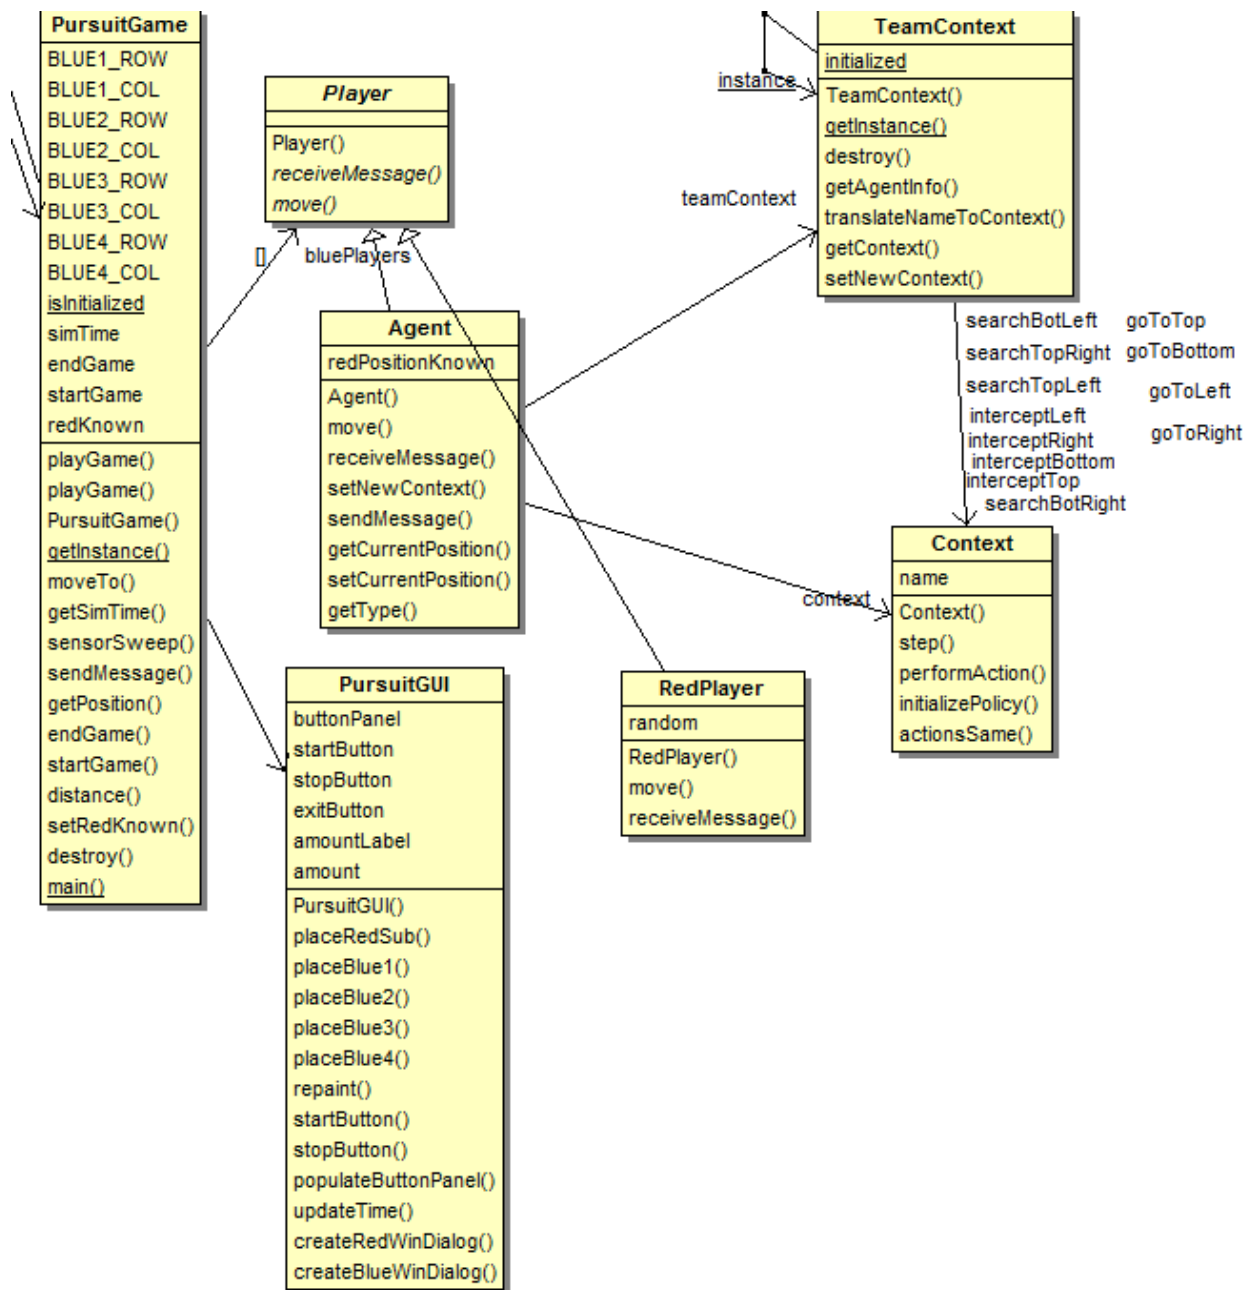 PursuitGame
BLUE1_ROW
BLUE1_COL
BLUE2_ROW
BLUE2_COL
BLUE3_ROW
BLUE3_COL
BLUE4_ROW
BLUE4_COL
isInitialized
simTime
endGame
startGame
redKnown
playGame()
playGame()
PursuitGame()
getInstance()
moveTo()
getSimTime()
sensorSweep()
sendMessage()
getPosition()
endGame()
startGame()
distance()
setRedKnown()
destroy()
main()
Player
Player()
receiveMessage()
move()
[]
bluePlayers
Agent
redPositionKnown
Agent()
move()
receiveMessage()
setNewContext()
sendMessage()
getCurrentPosition()
setCurrentPosition()
getType()
PursuitGUI
buttonPanel
startButton
stopButton
exitButton
amountLabel
amount
PursuitGUI()
placeRedSub()
placeBlue1()
placeBlue2()
placeBlue3()
placeBlue4()
repaint()
startButton()
stopButton()
populateButtonPanel()
updateTime()
createRedWinDialog()
createBlueWinDialog()
RedPlayer
random
RedPlayer()
move()
receiveMessage()
instance
teamContext
TeamContext
initialized
TeamContext()
getInstance()
destroy()
getAgentInfo()
translateNameToContext()
getContext()
setNewContext()
searchBotLeft goToTop
searchTopRight goToBottom
searchTopLeft goToLeft
interceptLeft
interceptRight goToRight
interceptBottom
interceptTop
searchBotRight
context
Context
name
Context()
step()
performAction()
initializePolicy()
actionsSame()